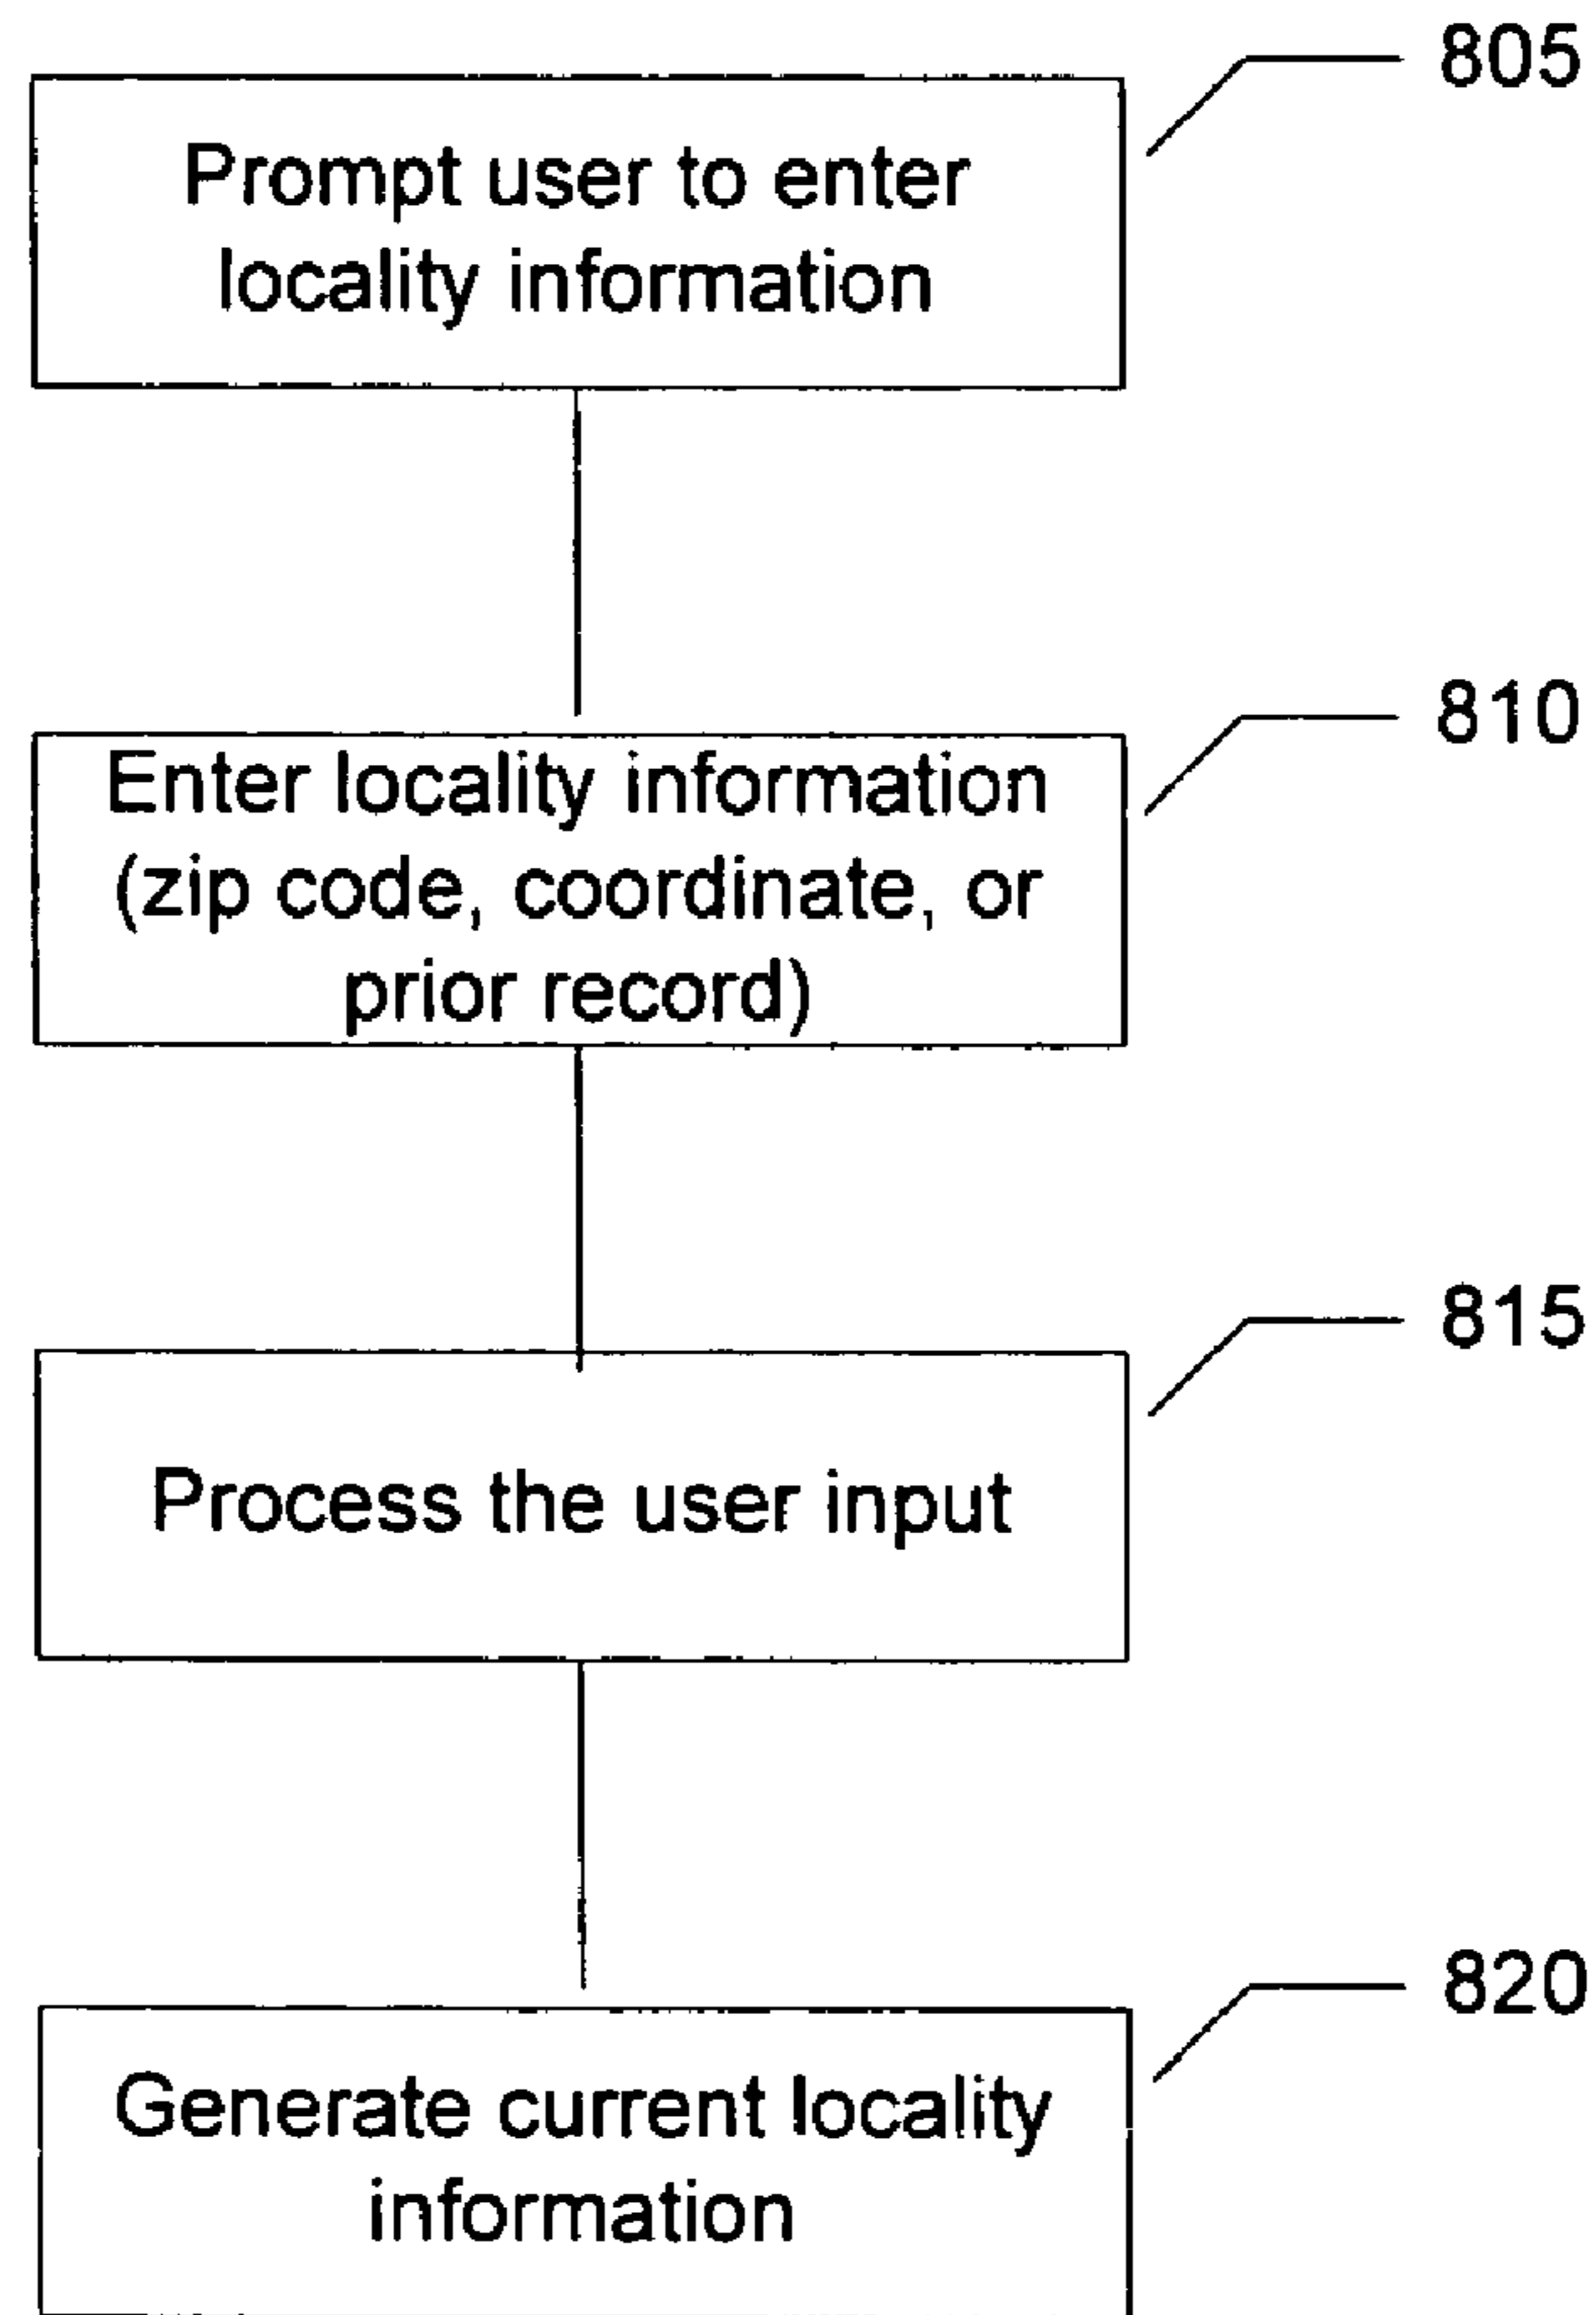 805
Prompt user to enter
locality information
810
Enter locality information
(zip code, coordinate, or
prior record)
815
Process the user input
820
Generate current locality
information